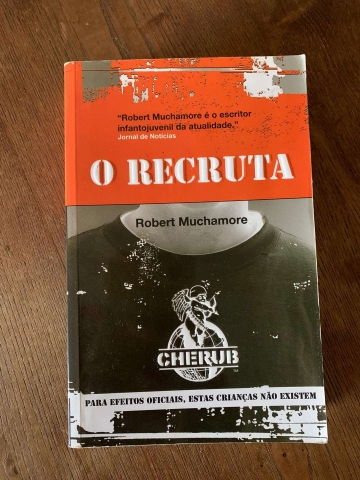 “Robert Muchamore é o escritor
infantojuvenil da atualidade,”
Jornal de Notícias
O RECRUTA
Robert Muchamore
CHERUB
PARA EFEITOS OFICIAIS, ESTAS CRIANÇAS NÃO EXISTEM